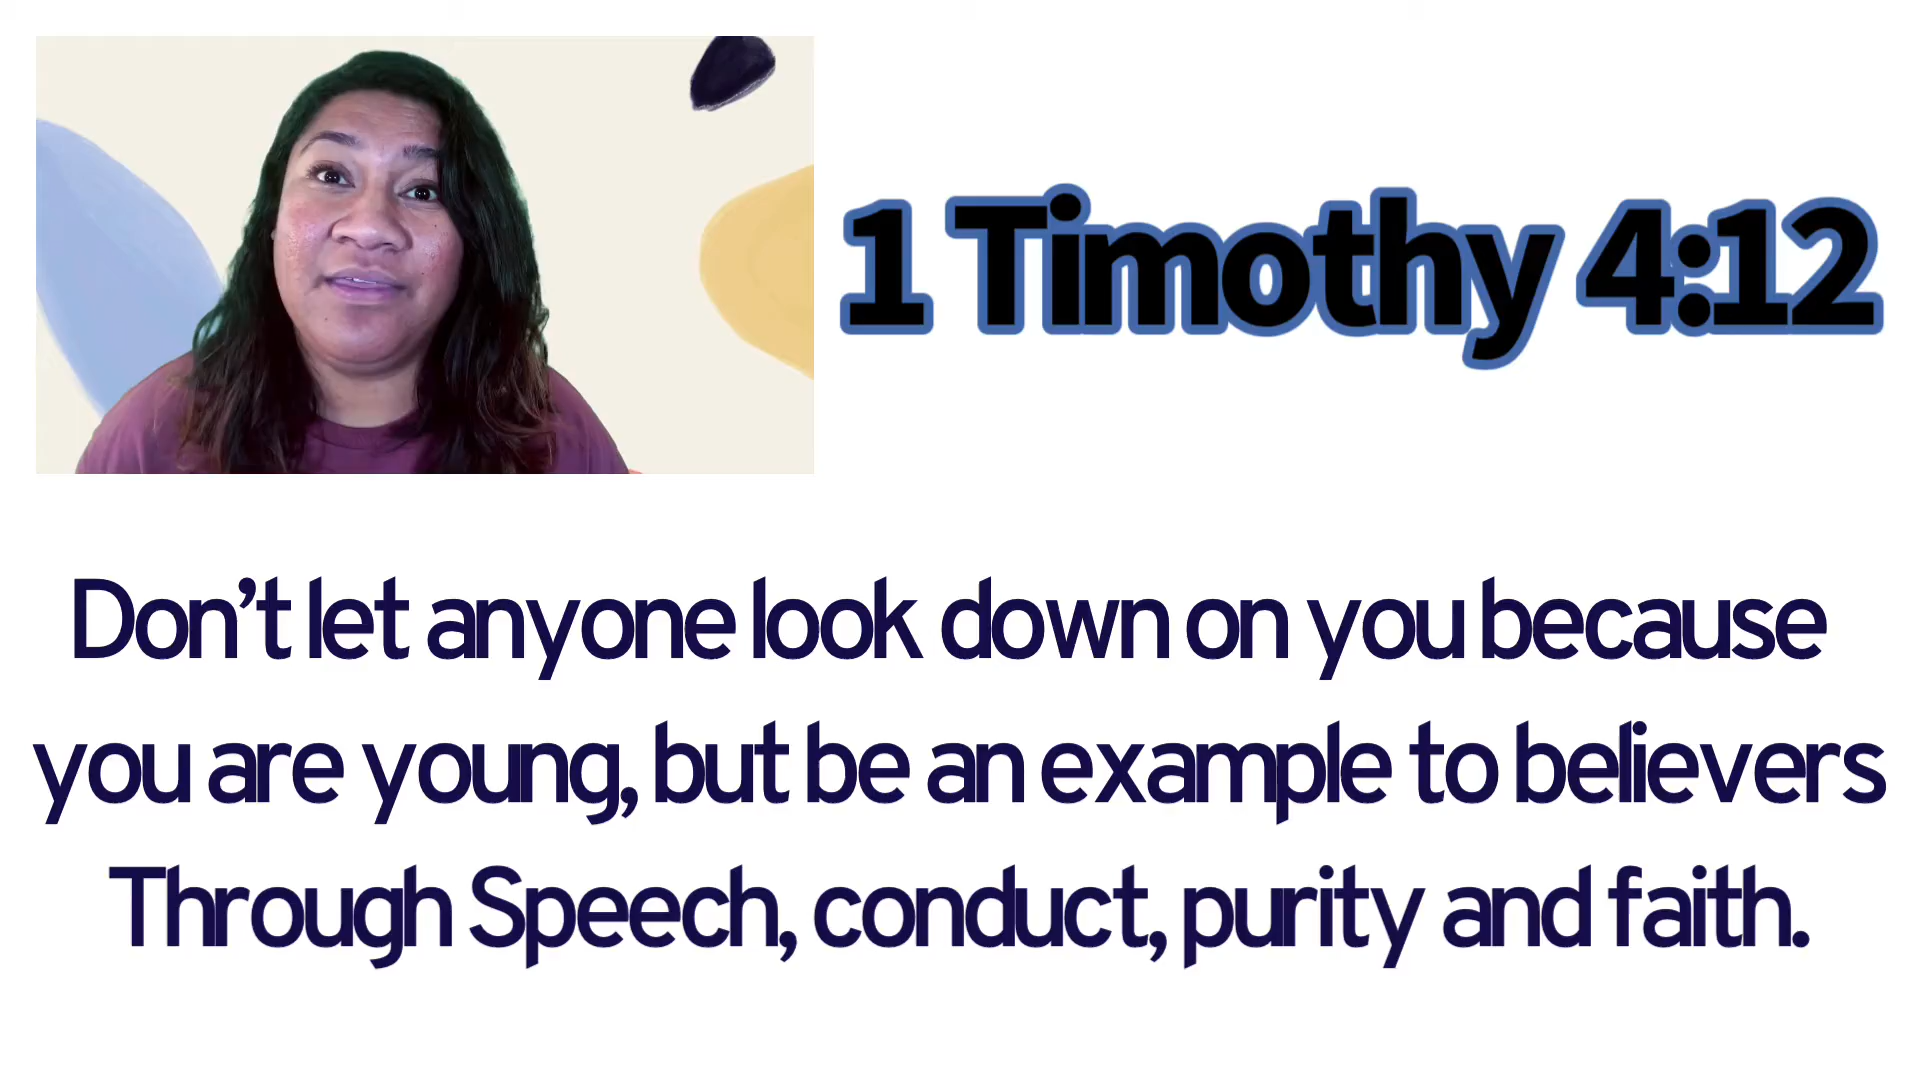 1 Timothy 4:12
Don’t let anyone look down on you because
you are young, but be an example to believers
Through Speech, conduct, purity and faith.